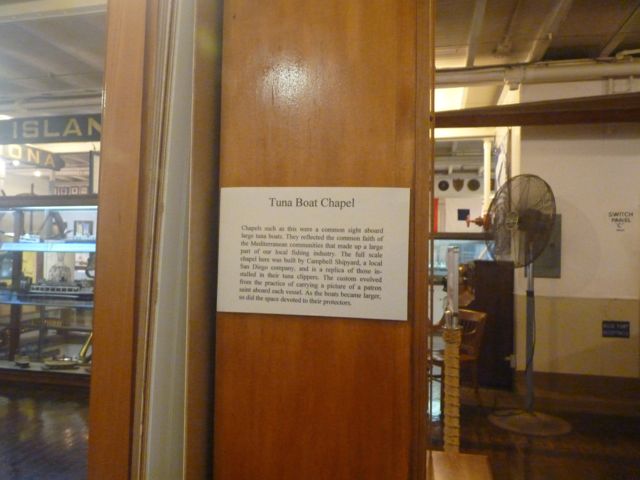 ISLAN
ONA
Tuna Boat Chapel
Chapels such as this were a common sight aboard
large tuna boats. They reflected the common faith of
the Mediterranean communities that made up a large
part of our local fishing industry. The full scale
chapel here was built by Campbell Shipyard, a local
San Diego company, and is a replica of those in-
stalled in their tuna clippers. The custom evolved
from the practice of carrying a picture of a patron
saint aboard each vessel. As the boats became larger,
so did the space devoted to their protectors.
SWITCH
PANEL
"C"